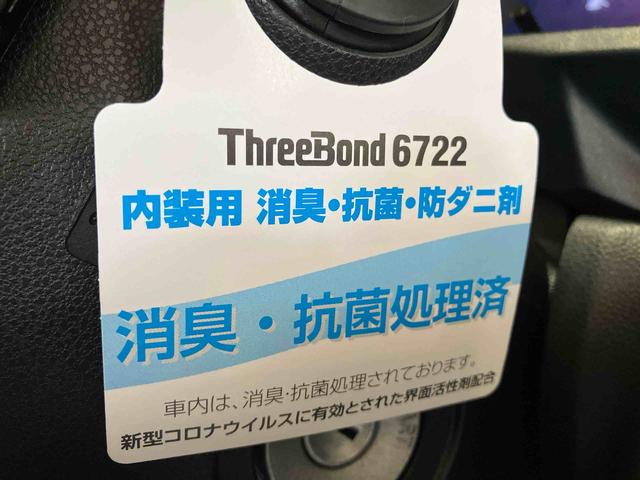 ThreeBond 6722
内装用 消臭・抗菌・防ダニ剤
消臭・抗菌処理済
車内は、消臭・抗菌処理されております。
新型コロナウイルスに有効とされた界面活性剤配合